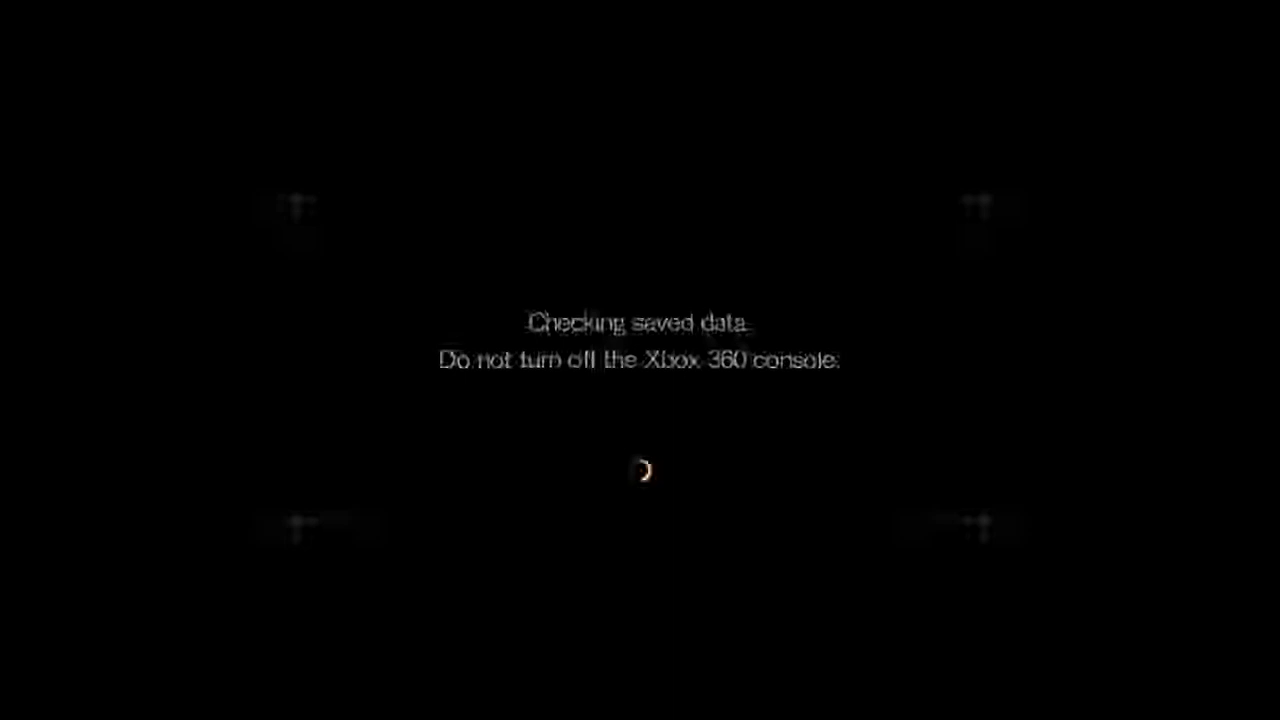 Checking saved data.
Do not turn off the Xbox 360 console.